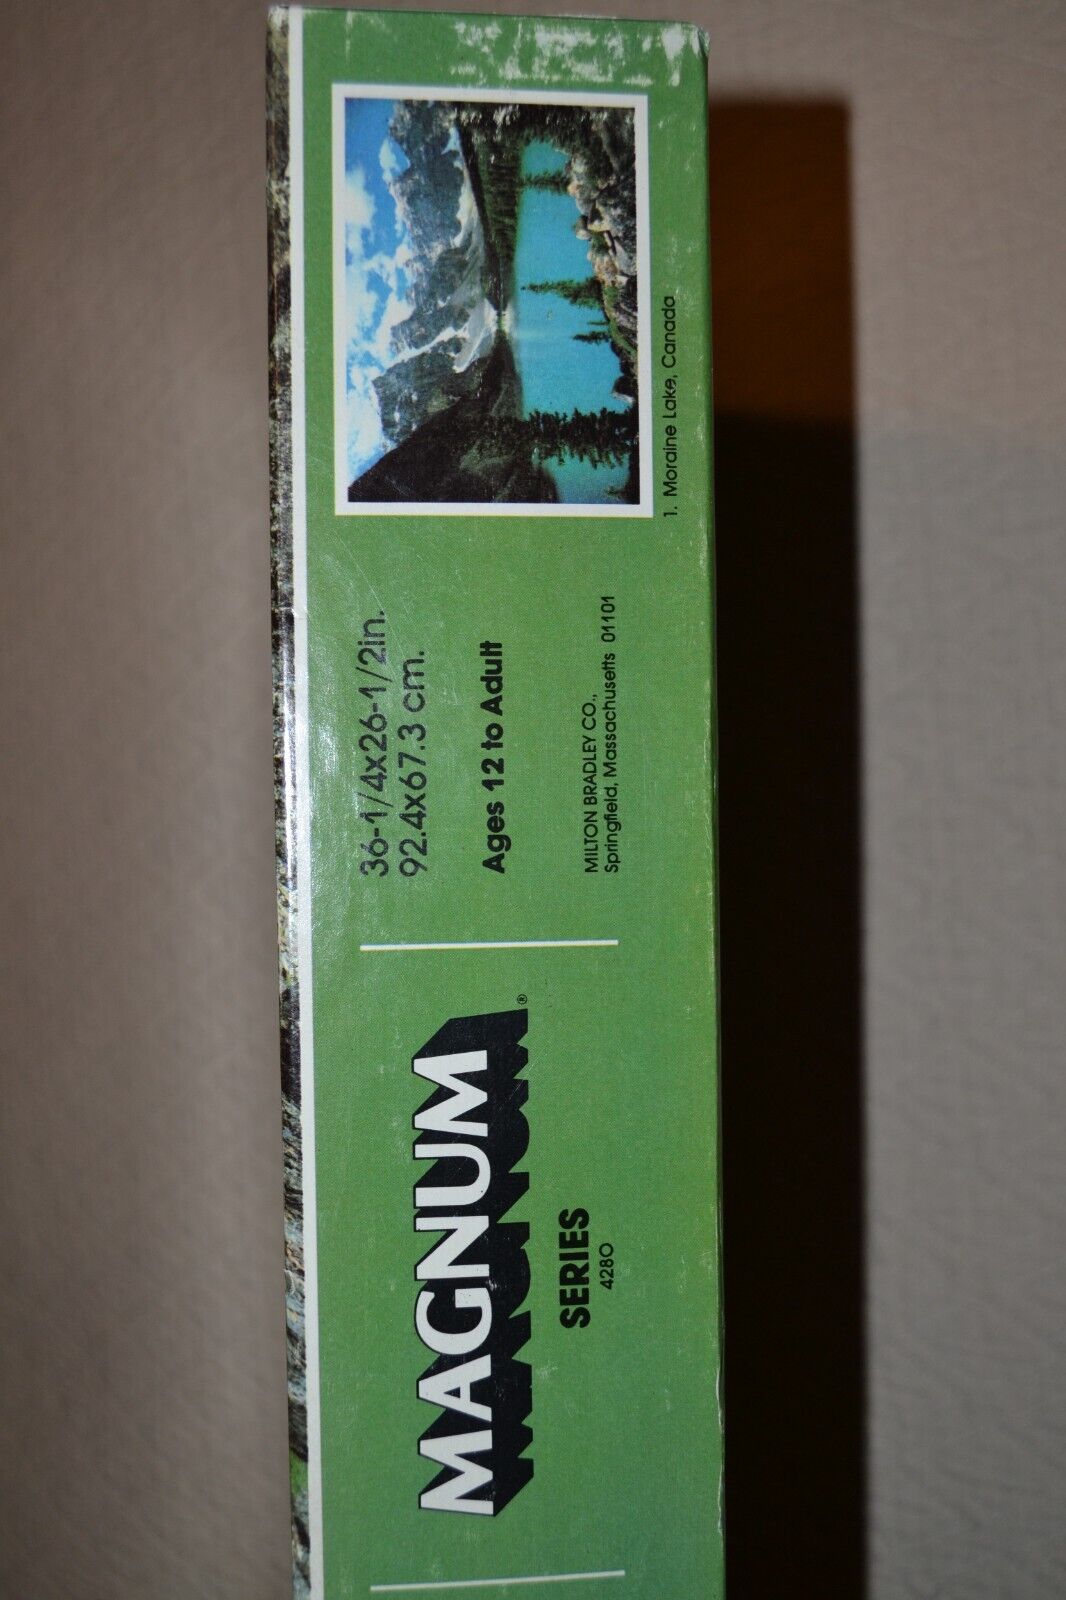 MAGNUM®
SERIES
4280
36-1/4x26-1/2in.
92.4x67.3 cm.
Ages 12 to Adult
MILTON BRADLEY CO.,
Springfield, Massachusetts 01101
1. Moraine Lake, Canada